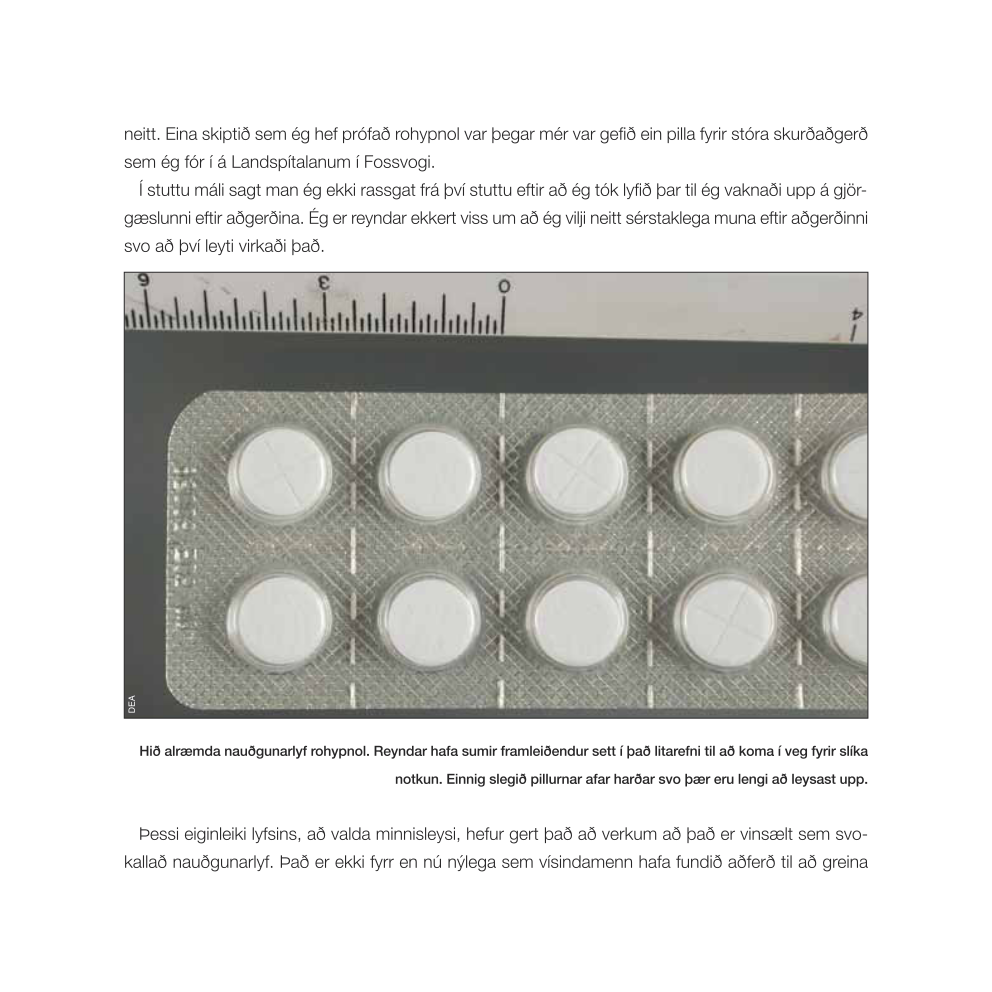 neitt. Eina skiptið sem ég hef prófað rohypnol var þegar mér var gefið ein pilla fyrir stóra skurðaðgerð
sem ég fór í á Landspítalanum í Fossvogi.
Í stuttu máli sagt man ég ekki rassgat frá því stuttu eftir að ég tók lyfið þar til ég vaknaði upp á gjör-
gæslunni eftir aðgerðina. Ég er reyndar ekkert viss um að ég vilji neitt sérstaklega muna eftir aðgerðinni
svo að því leyti virkaði það.
3
0
4
DEA
Hið alræmda nauðgunarlyf rohypnol. Reyndar hafa sumir framleiðendur sett í það litarefni til að koma í veg fyrir slíka
notkun. Einnig slegið pillurnar afar harðar svo þær eru lengi að leysast upp.
Þessi eiginleiki lyfsins, að valda minnisleysi, hefur gert það að verkum að það er vinsælt sem svo-
kallað nauðgunarlyf. Það er ekki fyrr en nú nýlega sem vísindamenn hafa fundið aðferð til að greina